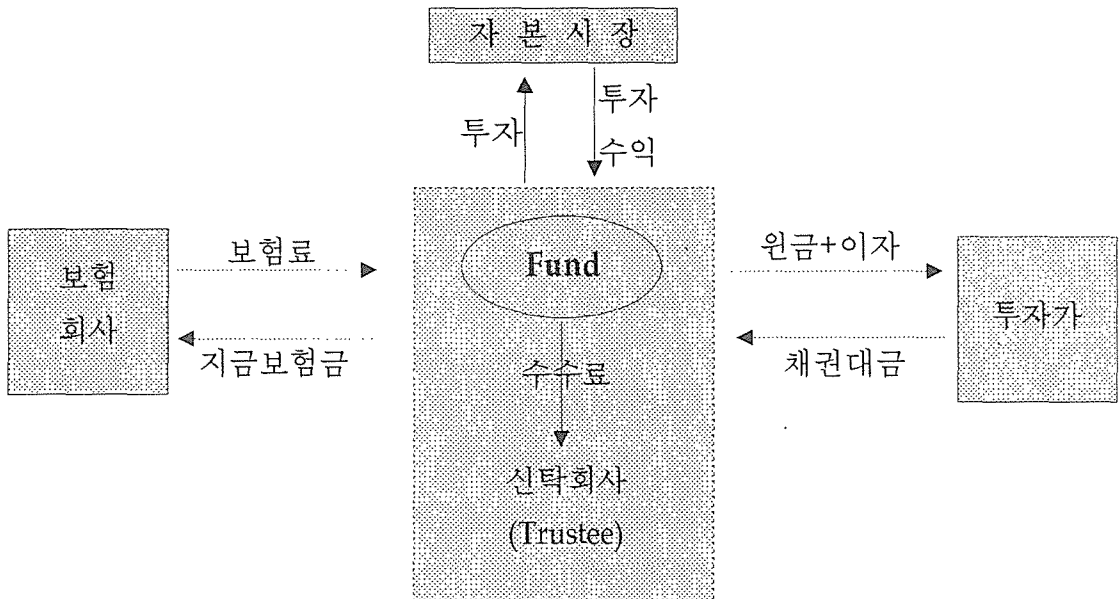 자 본 시 장
투자
투자
수익
보험
회사
보험료
지금보험금
Fund
수수료
신탁회사
(Trustee)
원금+이자
채권대금
투자가